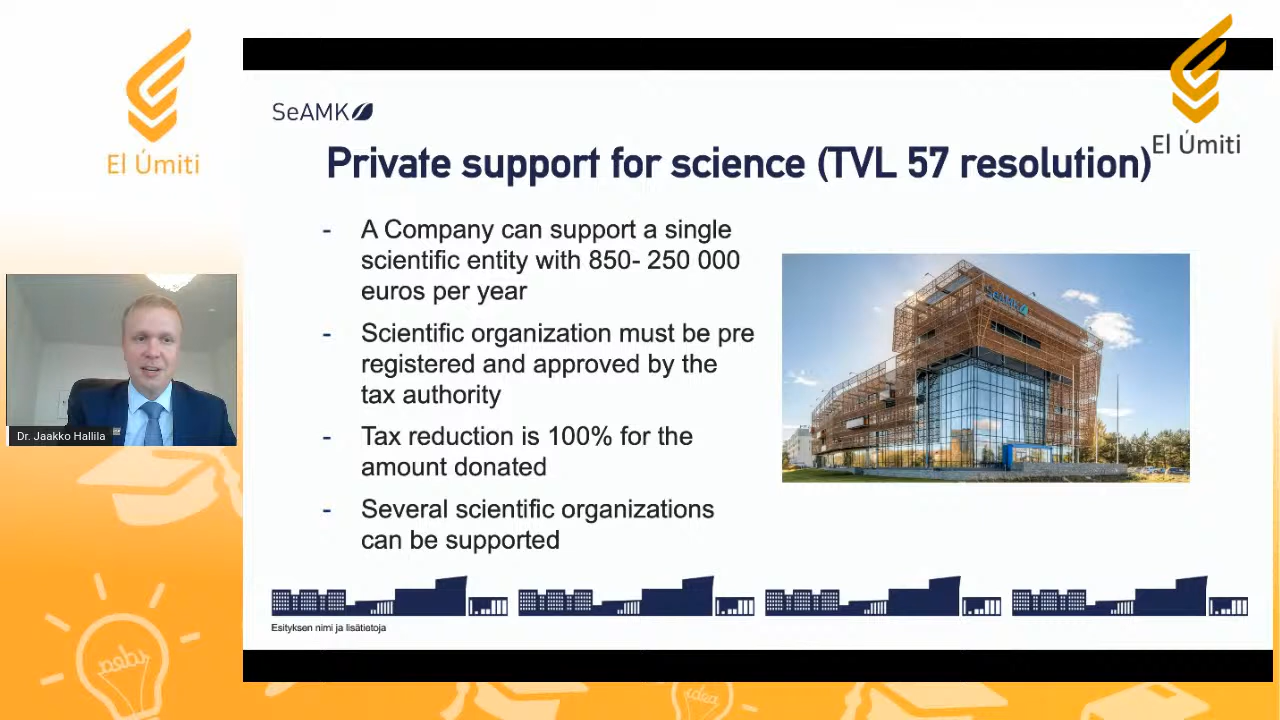 El Úmiti
SeAMK
El Úmiti
Private support for science (TVL 57 resolution)
- A Company can support a single
scientific entity with 850- 250 000
euros per year
- Scientific organization must be pre
registered and approved by the
tax authority
- Tax reduction is 100% for the
amount donated
- Several scientific organizations
can be supported
SeAMK
Dr. Jaakko Hallila
Esityksen nimi ja lisätietoja
idea
idea